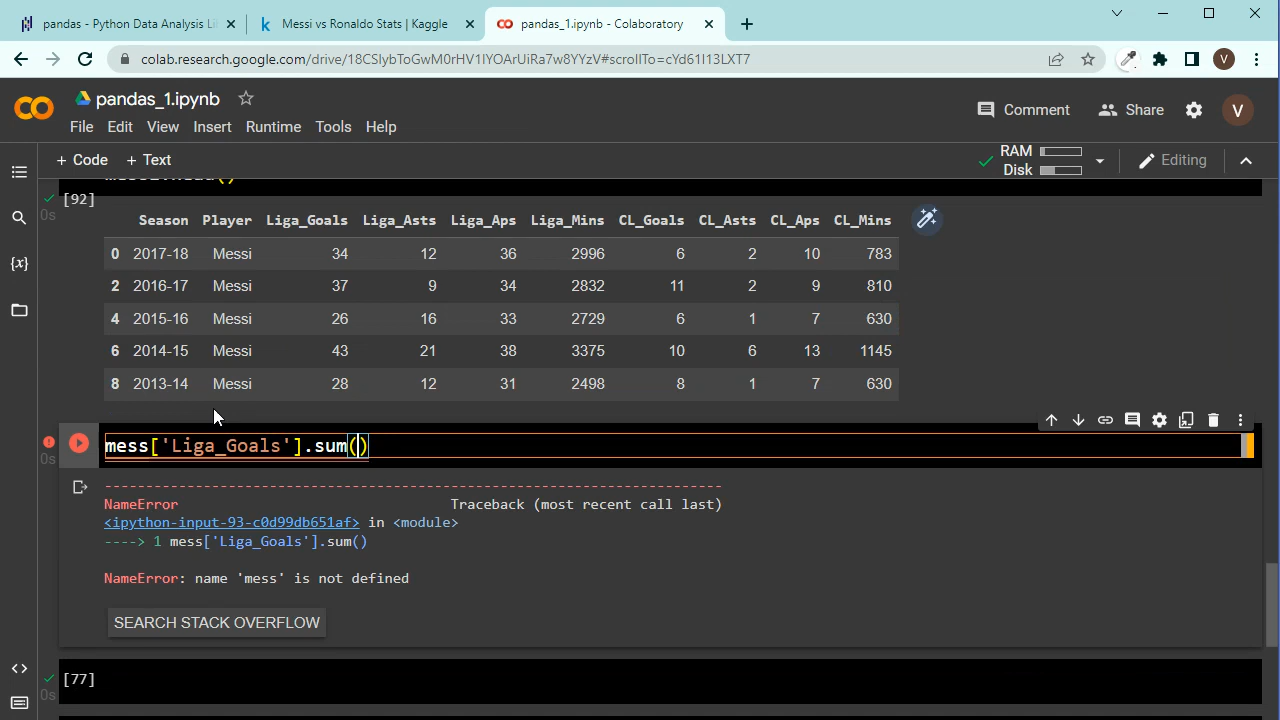 pandas - Python Data Analysis Li
Messi vs Ronaldo Stats | Kaggle
pandas_1.ipynb - Colaboratory
colab.research.google.com/drive/18CSIybToGwM0rHV1IYOArUiRa7w8YYzV#scrollTo=cYd61I13LXT7
V
pandas_1.ipynb
File Edit View Insert Runtime Tools Help
Comment Share V
+ Code + Text
RAM
Disk
Editing
[92]
0s
Season Player Liga_Goals Liga_Asts Liga_Aps Liga_Mins CL_Goals CL_Asts CL_Aps CL_Mins
0 2017-18 Messi 34 12 36 2996 6 2 10 783
2 2016-17 Messi 37 9 34 2832 11 2 9 810
4 2015-16 Messi 26 16 33 2729 6 1 7 630
6 2014-15 Messi 43 21 38 3375 10 6 13 1145
8 2013-14 Messi 28 12 31 2498 8 1 7 630
mess['Liga_Goals'].sum()
0s
NameError Traceback (most recent call last)
<ipython-input-93-c0d99db651af> in <module>
----> 1 mess['Liga_Goals'].sum()
NameError: name 'mess' is not defined
SEARCH STACK OVERFLOW
[77]
0s